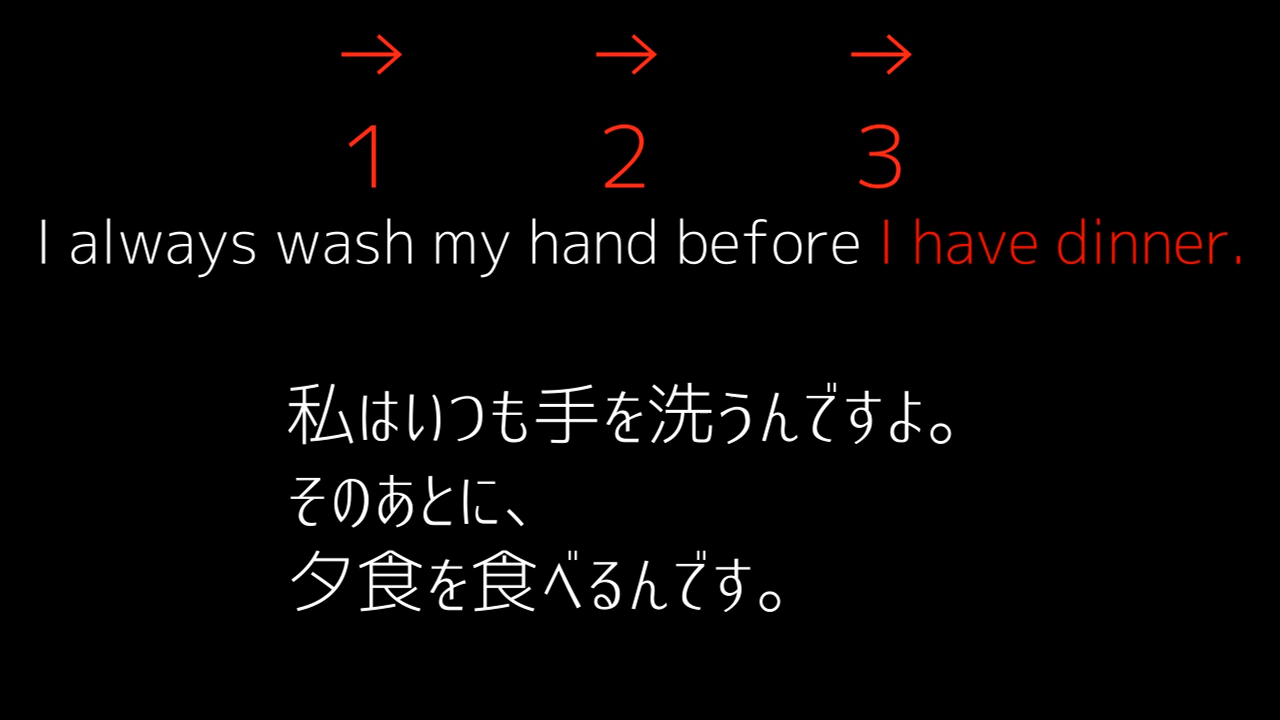 → → →
1 2 3
I always wash my hand before I have dinner.
私はいつも手を洗うんですよ。
そのあとに、
夕食を食べるんです。